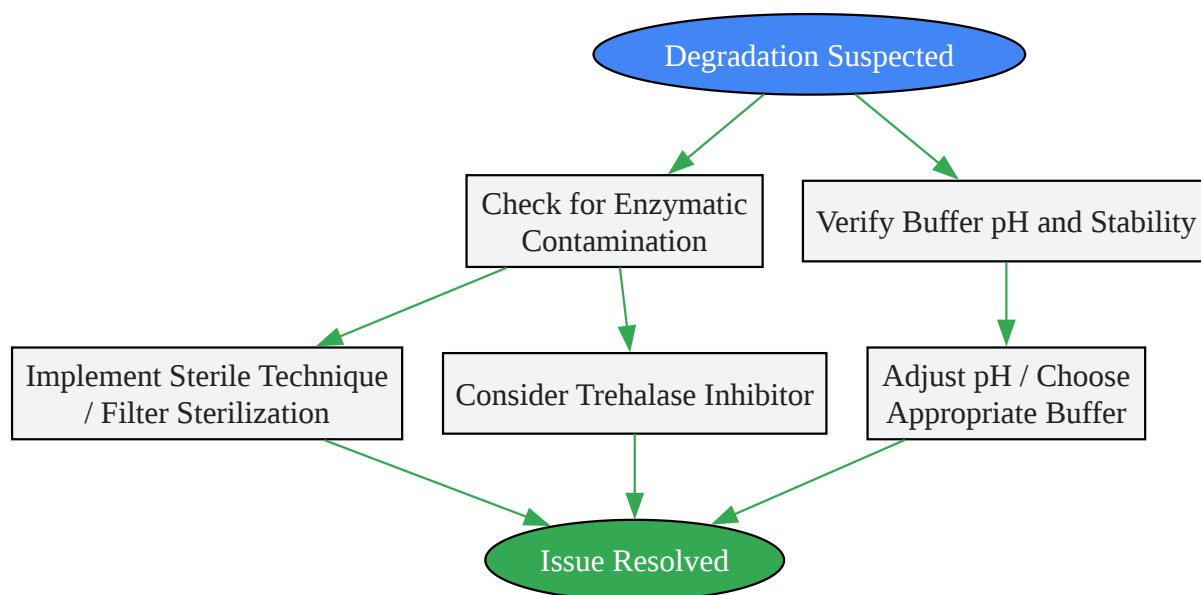 Degradation Suspected
Check for Enzymatic
Contamination
Verify Buffer pH and Stability
Implement Sterile Technique
/ Filter Sterilization
Consider Trehalase Inhibitor
Adjust pH / Choose
Appropriate Buffer
Issue Resolved